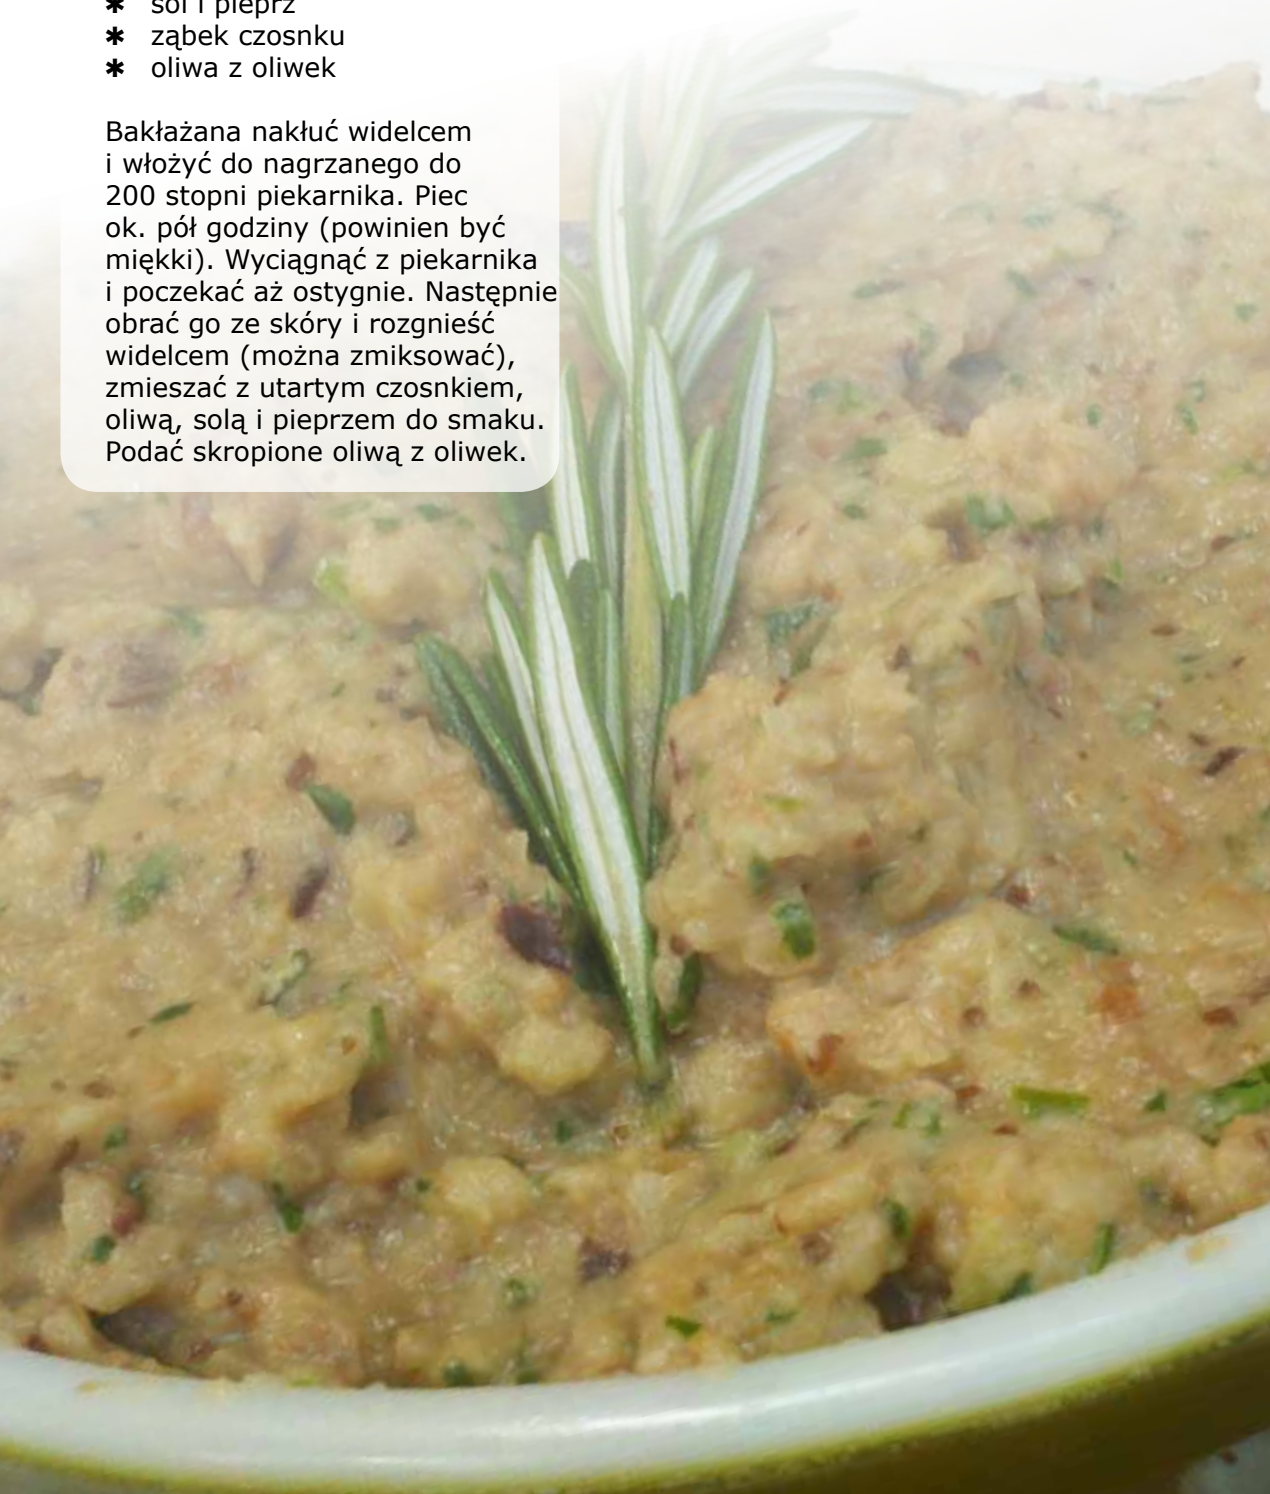 ✱ sól i pieprz
✱ ząbek czosnku
✱ oliwa z oliwek
Bakłażana nakłuć widelcem
i włożyć do nagrzanego do
200 stopni piekarnika. Piec
ok. pół godziny (powinien być
miękki). Wyciągnąć z piekarnika
i poczekać aż ostygnie. Następnie
obrać go ze skóry i rozgnieść
widelcem (można zmiksować),
zmieszać z utartym czosnkiem,
oliwą, solą i pieprzem do smaku.
Podać skropione oliwą z oliwek.